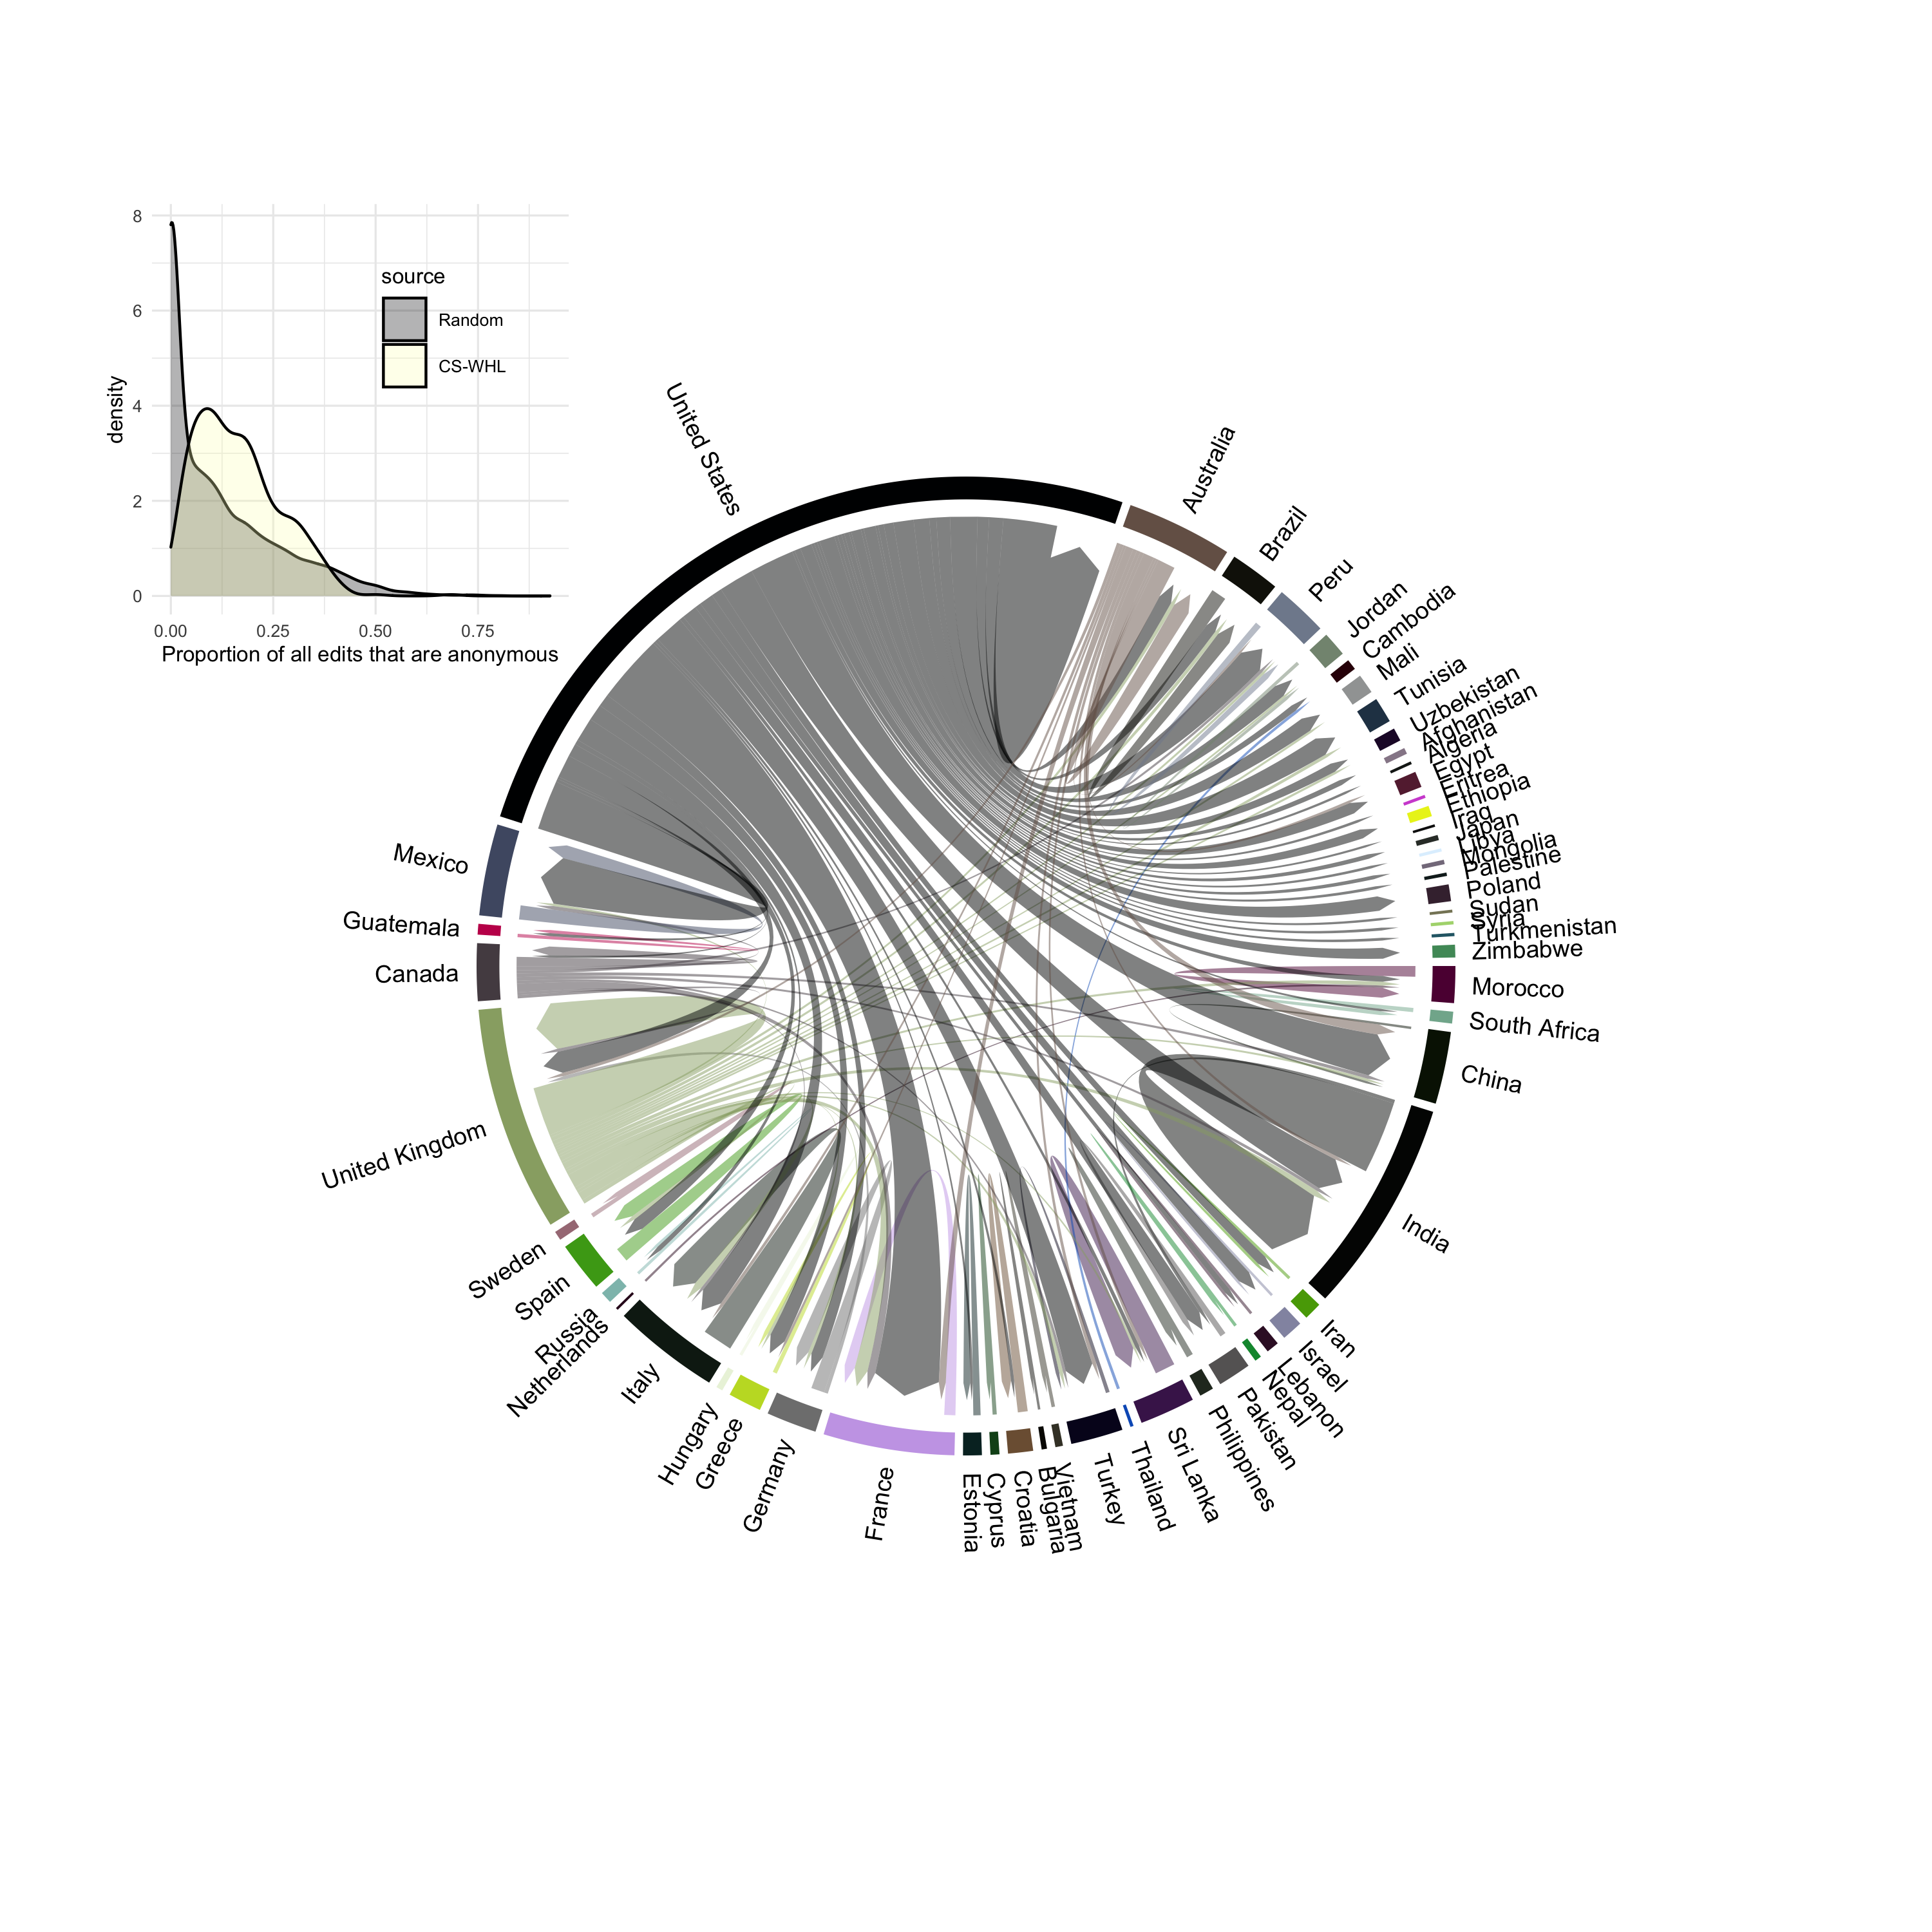 8
6
4
2
0
density
source
Random
CS-WHL
0.00 0.25 0.50 0.75
Proportion of all edits that are anonymous
United States
Australia
Brazil
Peru
Jordan
Cambodia
Mali
Tunisia
Uzbekistan
Afghanistan
Algeria
Egypt
Eritrea
Ethiopia
Iraq
Japan
Libya
Mongolia
Palestine
Poland
Sudan
Syria
Turkmenistan
Zimbabwe
Morocco
South Africa
China
India
Iran
Israel
Lebanon
Nepal
Pakistan
Philippines
Sri Lanka
Thailand
Turkey
Vietnam
Bulgaria
Croatia
Cyprus
Estonia
France
Germany
Greece
Hungary
Italy
Netherlands
Russia
Spain
Sweden
United Kingdom
Canada
Guatemala
Mexico